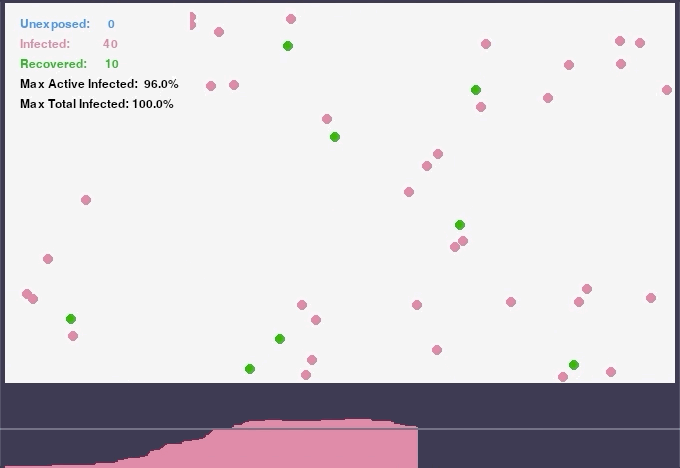 Unexposed: 0
Infected: 40
Recovered: 10
Max Active Infected: 96.0%
Max Total Infected: 100.0%